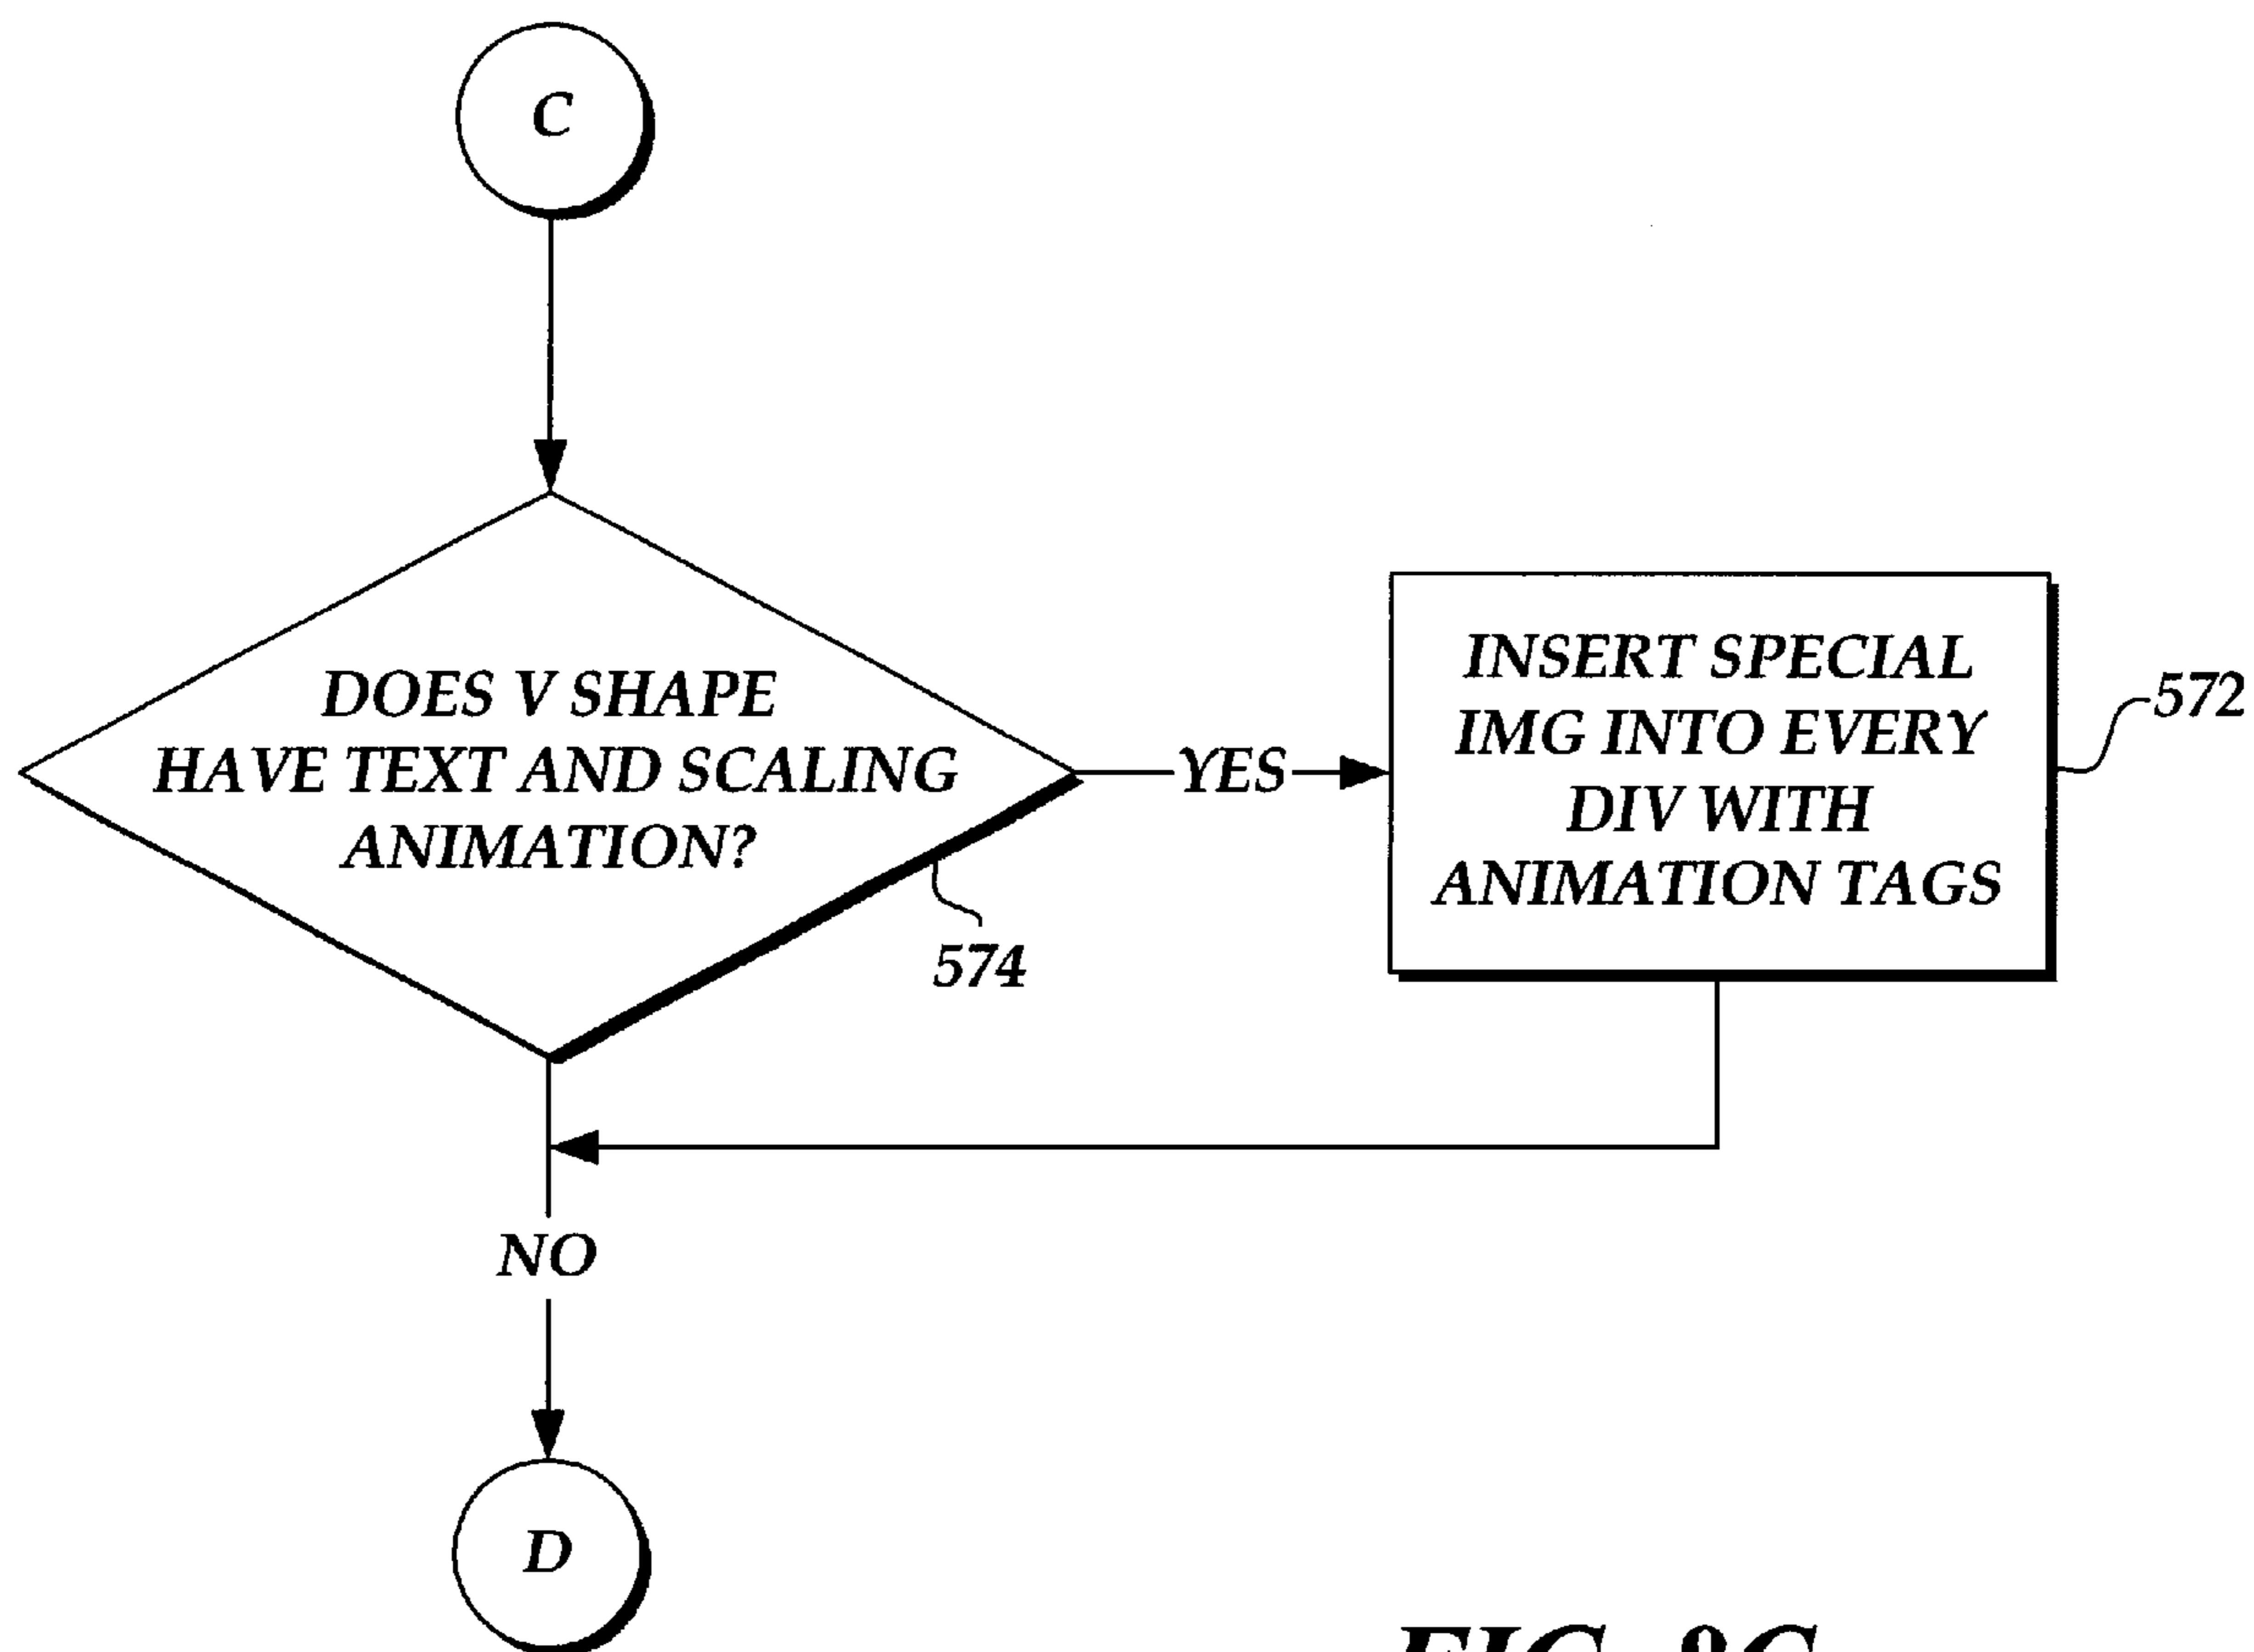 C
DOES V SHAPE
HAVE TEXT AND SCALING
ANIMATION?
574
YES
INSERT SPECIAL
IMG INTO EVERY
DIV WITH
ANIMATION TAGS
572
NO
D